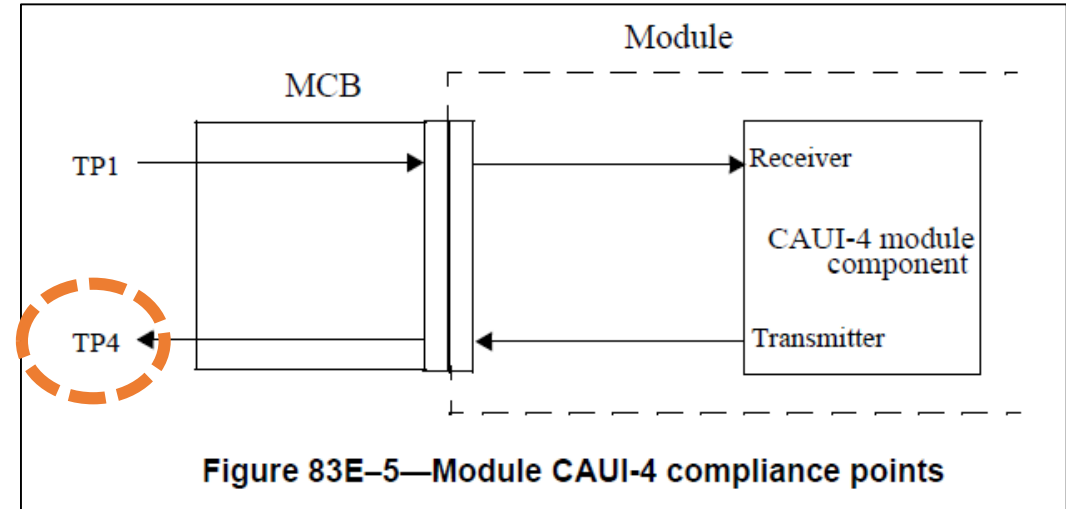 Module
MCB
TP1
Receiver
CAUI-4 module
component
TP4
Transmitter
Figure 83E–5—Module CAUI-4 compliance points